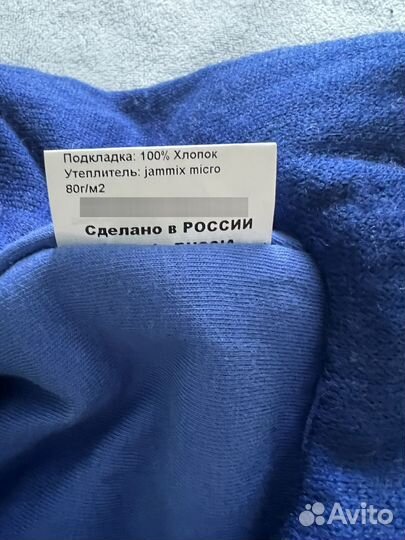 Подкладка: 100% Хлопок
Утеплитель: jammix micro
80г/м2
Сделано в РОССИИ
Avito